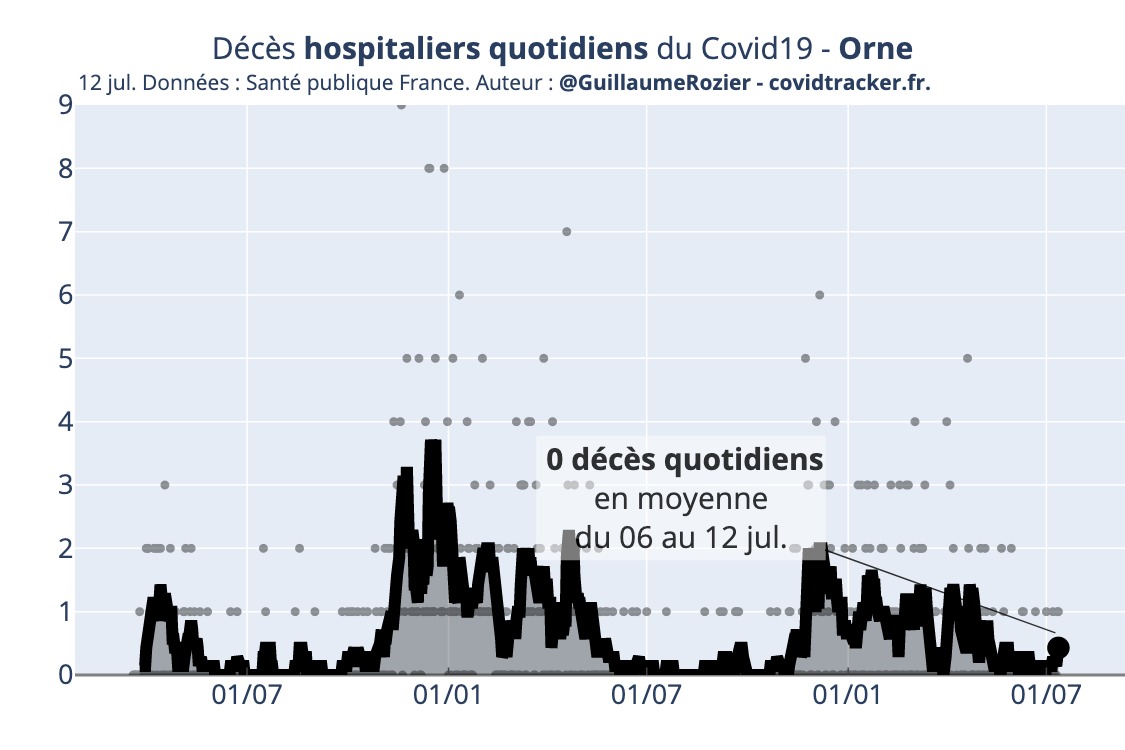 Décès hospitaliers quotidiens du Covid19 - Orne
12 jul. Données : Santé publique France. Auteur : @GuillaumeRozier - covidtracker.fr.
9
8
7
6
5
4
3
2
1
0
0 décès quotidiens
en moyenne
du 06 au 12 jul.
01/07 01/01 01/07 01/01 01/07